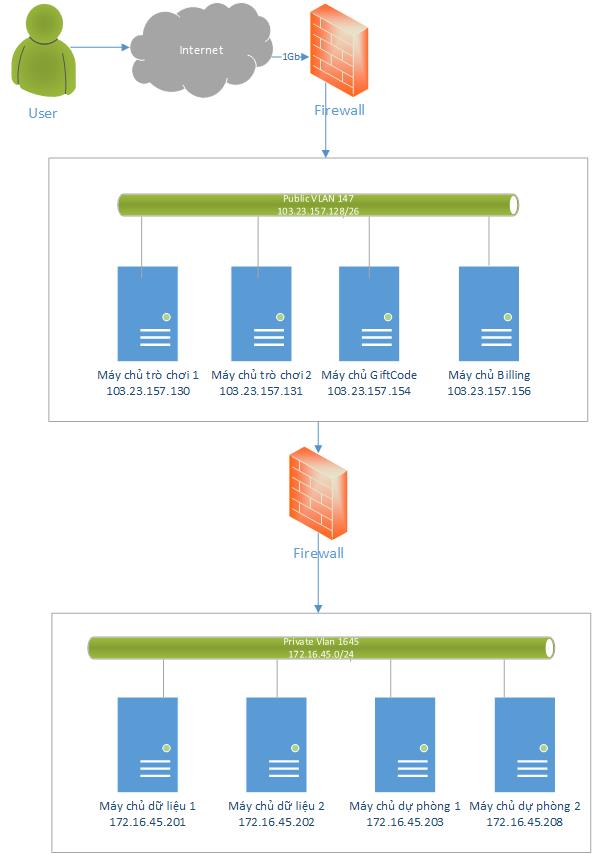 Internet
1Gb
User
Firewall
Public VLAN 147
103.23.157.128/26
Máy chủ trò chơi 1
103.23.157.130
Máy chủ trò chơi 2
103.23.157.131
Máy chủ GiftCode
103.23.157.154
Máy chủ Billing
103.23.157.156
Firewall
Private Vlan 1645
172.16.45.0/24
Máy chủ dữ liệu 1
172.16.45.201
Máy chủ dữ liệu 2
172.16.45.202
Máy chủ dự phòng 1
172.16.45.203
Máy chủ dự phòng 2
172.16.45.208